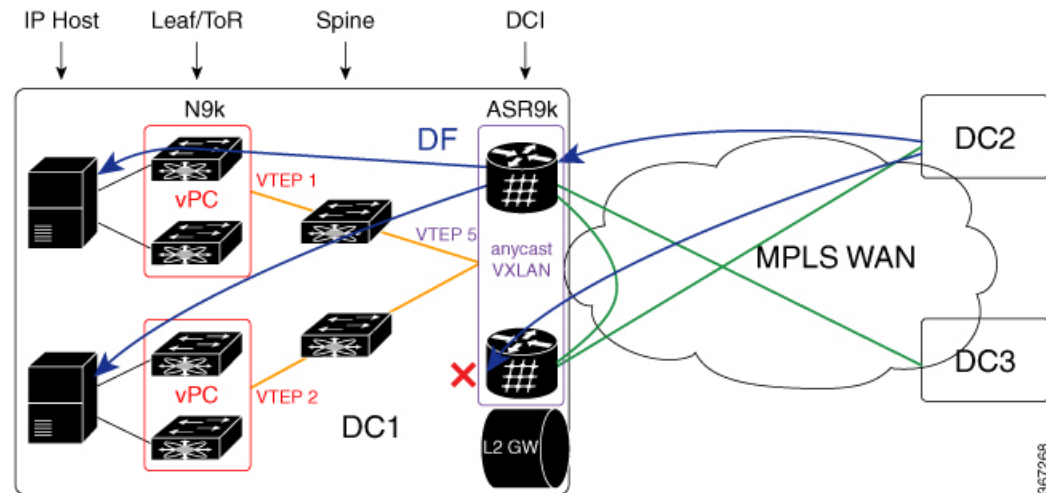 IP Host
Leaf/ToR
Spine
DCI
N9k
ASR9k
DF
DC2
VTEP 1
vPC
VTEP 5
anycast
VXLAN
MPLS WAN
vPC
VTEP 2
DC1
DC3
L2 GW
367268